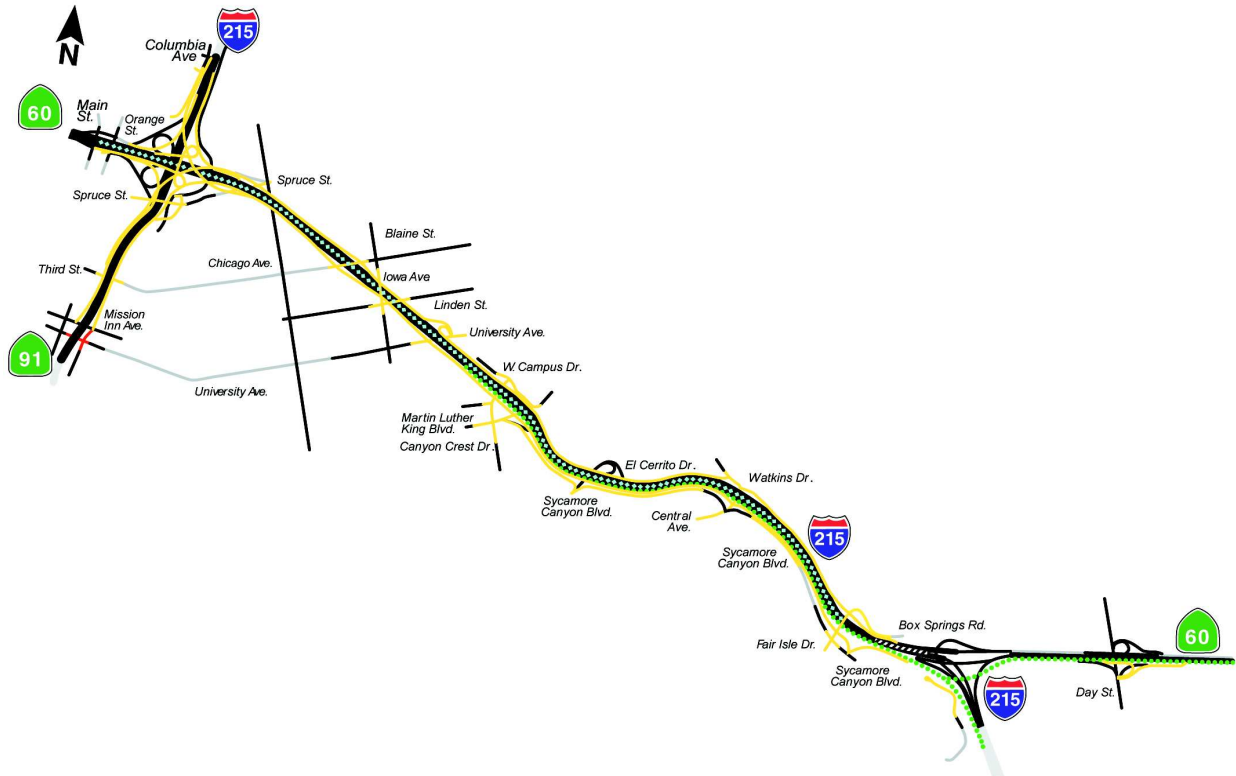 215
Columbia
Ave
N
60
Main
St.
Orange
St.
Spruce St.
Spruce St.
Blaine St.
Third St.
Chicago Ave.
Iowa Ave
Linden St.
Mission
Inn Ave.
University Ave.
91
W. Campus Dr.
University Ave.
Martin Luther
King Blvd.
Canyon Crest Dr.
El Cerrito Dr.
Watkins Dr.
Sycamore
Canyon Blvd.
Central
Ave.
215
Sycamore
Canyon Blvd.
Box Springs Rd.
60
Fair Isle Dr.
Sycamore
Canyon Blvd.
215
Day St.